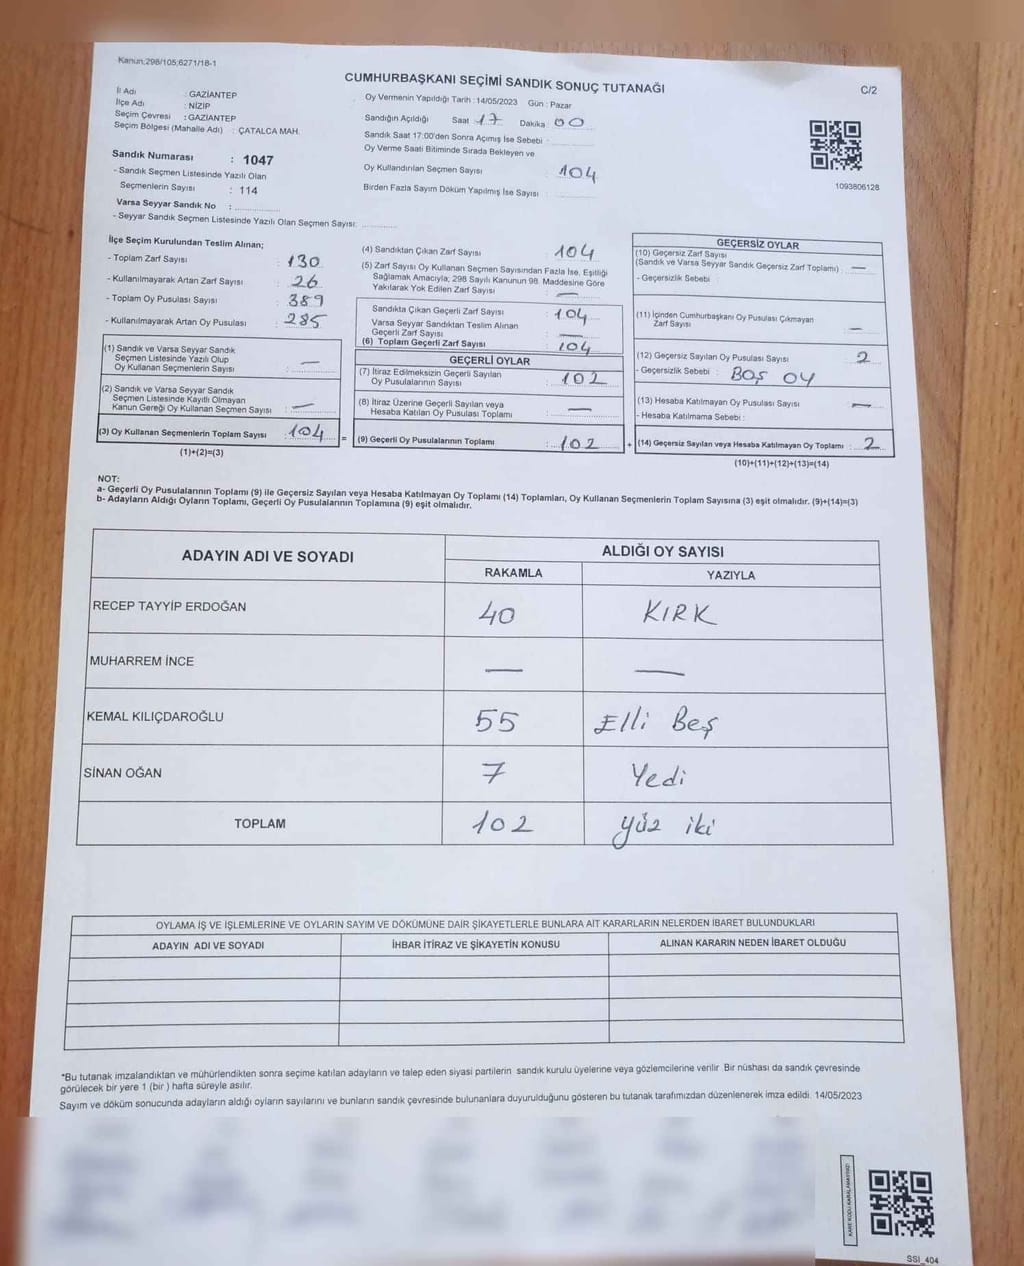 Kanun;298/105;6271/18-1
CUMHURBAŞKANI SEÇİMİ SANDIK SONUÇ TUTANAĞI
C/2
İl Adı : GAZİANTEP
İlçe Adı : NİZİP
Seçim Çevresi : GAZİANTEP
Seçim Bölgesi (Mahalle Adı) : ÇATALCA MAH.
Sandık Numarası : 1047
- Sandık Seçmen Listesinde Yazılı Olan
Seçmenlerin Sayısı : 114
Varsa Seyyar Sandık No :
- Seyyar Sandık Seçmen Listesinde Yazılı Olan Seçmen Sayısı:
Oy Vermenin Yapıldığı Tarih : 14/05/2023 Gün : Pazar
Sandığın Açıldığı Saat 17 Dakika 00
Sandık Saat 17:00'den Sonra Açımış İse Sebebi :
Oy Verme Saati Bitiminde Sırada Bekleyen ve
Oy Kullandırılan Seçmen Sayısı : 104
Birden Fazla Sayım Döküm Yapılmış İse Sayısı :
1093806128
İlçe Seçim Kurulundan Teslim Alınan;
- Toplam Zarf Sayısı : 130
- Kullanılmayarak Artan Zarf Sayısı : 26
- Toplam Oy Pusulası Sayısı : 389
- Kullanılmayarak Artan Oy Pusulası : 285
(1) Sandık ve Varsa Seyyar Sandık
Seçmen Listesinde Yazılı Olup
Oy Kullanan Seçmenlerin Sayısı : —
(2) Sandık ve Varsa Seyyar Sandık
Seçmen Listesinde Kayıtlı Olmayan
Kanun Gereği Oy Kullanan Seçmen Sayısı : —
(3) Oy Kullanan Seçmenlerin Toplam Sayısı : 104
(1)+(2)=(3)
=
(4) Sandıktan Çıkan Zarf Sayısı : 104
(5) Zarf Sayısı Oy Kullanan Seçmen Sayısından Fazla İse, Eşitliği
Sağlamak Amacıyla; 298 Sayılı Kanunun 98. Maddesine Göre
Yakılarak Yok Edilen Zarf Sayısı : —
Sandıkta Çıkan Geçerli Zarf Sayısı : 104
Varsa Seyyar Sandıktan Teslim Alınan
Geçerli Zarf Sayısı : —
(6) Toplam Geçerli Zarf Sayısı : 104
GEÇERLİ OYLAR
(7) İtiraz Edilmeksizin Geçerli Sayılan
Oy Pusulalarının Sayısı : 102
(8) İtiraz Üzerine Geçerli Sayılan veya
Hesaba Katılan Oy Pusulası Toplamı : —
(9) Geçerli Oy Pusulalarının Toplamı : 102
+
GEÇERSİZ OYLAR
(10) Geçersiz Zarf Sayısı
(Sandık ve Varsa Seyyar Sandık Geçersiz Zarf Toplamı) : —
- Geçersizlik Sebebi :
(11) İçinden Cumhurbaşkanı Oy Pusulası Çıkmayan
Zarf Sayısı : —
(12) Geçersiz Sayılan Oy Pusulası Sayısı : 2
- Geçersizlik Sebebi : BOŞ OY
(13) Hesaba Katılmayan Oy Pusulası Sayısı : —
- Hesaba Katılmama Sebebi :
(14) Geçersiz Sayılan veya Hesaba Katılmayan Oy Toplamı : 2
(10)+(11)+(12)+(13)=(14)
NOT:
a- Geçerli Oy Pusulalarının Toplamı (9) ile Geçersiz Sayılan veya Hesaba Katılmayan Oy Toplamı (14) Toplamları, Oy Kullanan Seçmenlerin Toplam Sayısına (3) eşit olmalıdır. (9)+(14)=(3)
b- Adayların Aldığı Oyların Toplamı, Geçerli Oy Pusulalarının Toplamına (9) eşit olmalıdır.
ADAYIN ADI VE SOYADI
ALDIĞI OY SAYISI
RAKAMLA YAZIYLA
RECEP TAYYİP ERDOĞAN 40 KIRK
MUHARREM İNCE — —
KEMAL KILIÇDAROĞLU 55 Elli Beş
SİNAN OĞAN 7 Yedi
TOPLAM 102 yüz iki
OYLAMA İŞ VE İŞLEMLERİNE VE OYLARIN SAYIM VE DÖKÜMÜNE DAİR ŞİKAYETLERLE BUNLARA AİT KARARLARIN NELERDEN İBARET BULUNDUKLARI
ADAYIN ADI VE SOYADI İHBAR İTİRAZ VE ŞİKAYETİN KONUSU ALINAN KARARIN NEDEN İBARET OLDUĞU
*Bu tutanak imzalandıktan ve mühürlendikten sonra seçime katılan adayların ve talep eden siyasi partilerin sandık kurulu üyelerine veya gözlemcilerine verilir Bir nüshası da sandık çevresinde
görülecek bir yere 1 (bir ) hafta süreyle asılır.
Sayım ve döküm sonucunda adayların aldığı oyların sayılarını ve bunların sandık çevresinde bulunanlara duyurulduğunu gösteren bu tutanak tarafımızdan düzenlenerek imza edildi. 14/05/2023
KARE KODU KARALAMAYINIZ!
SSI_404